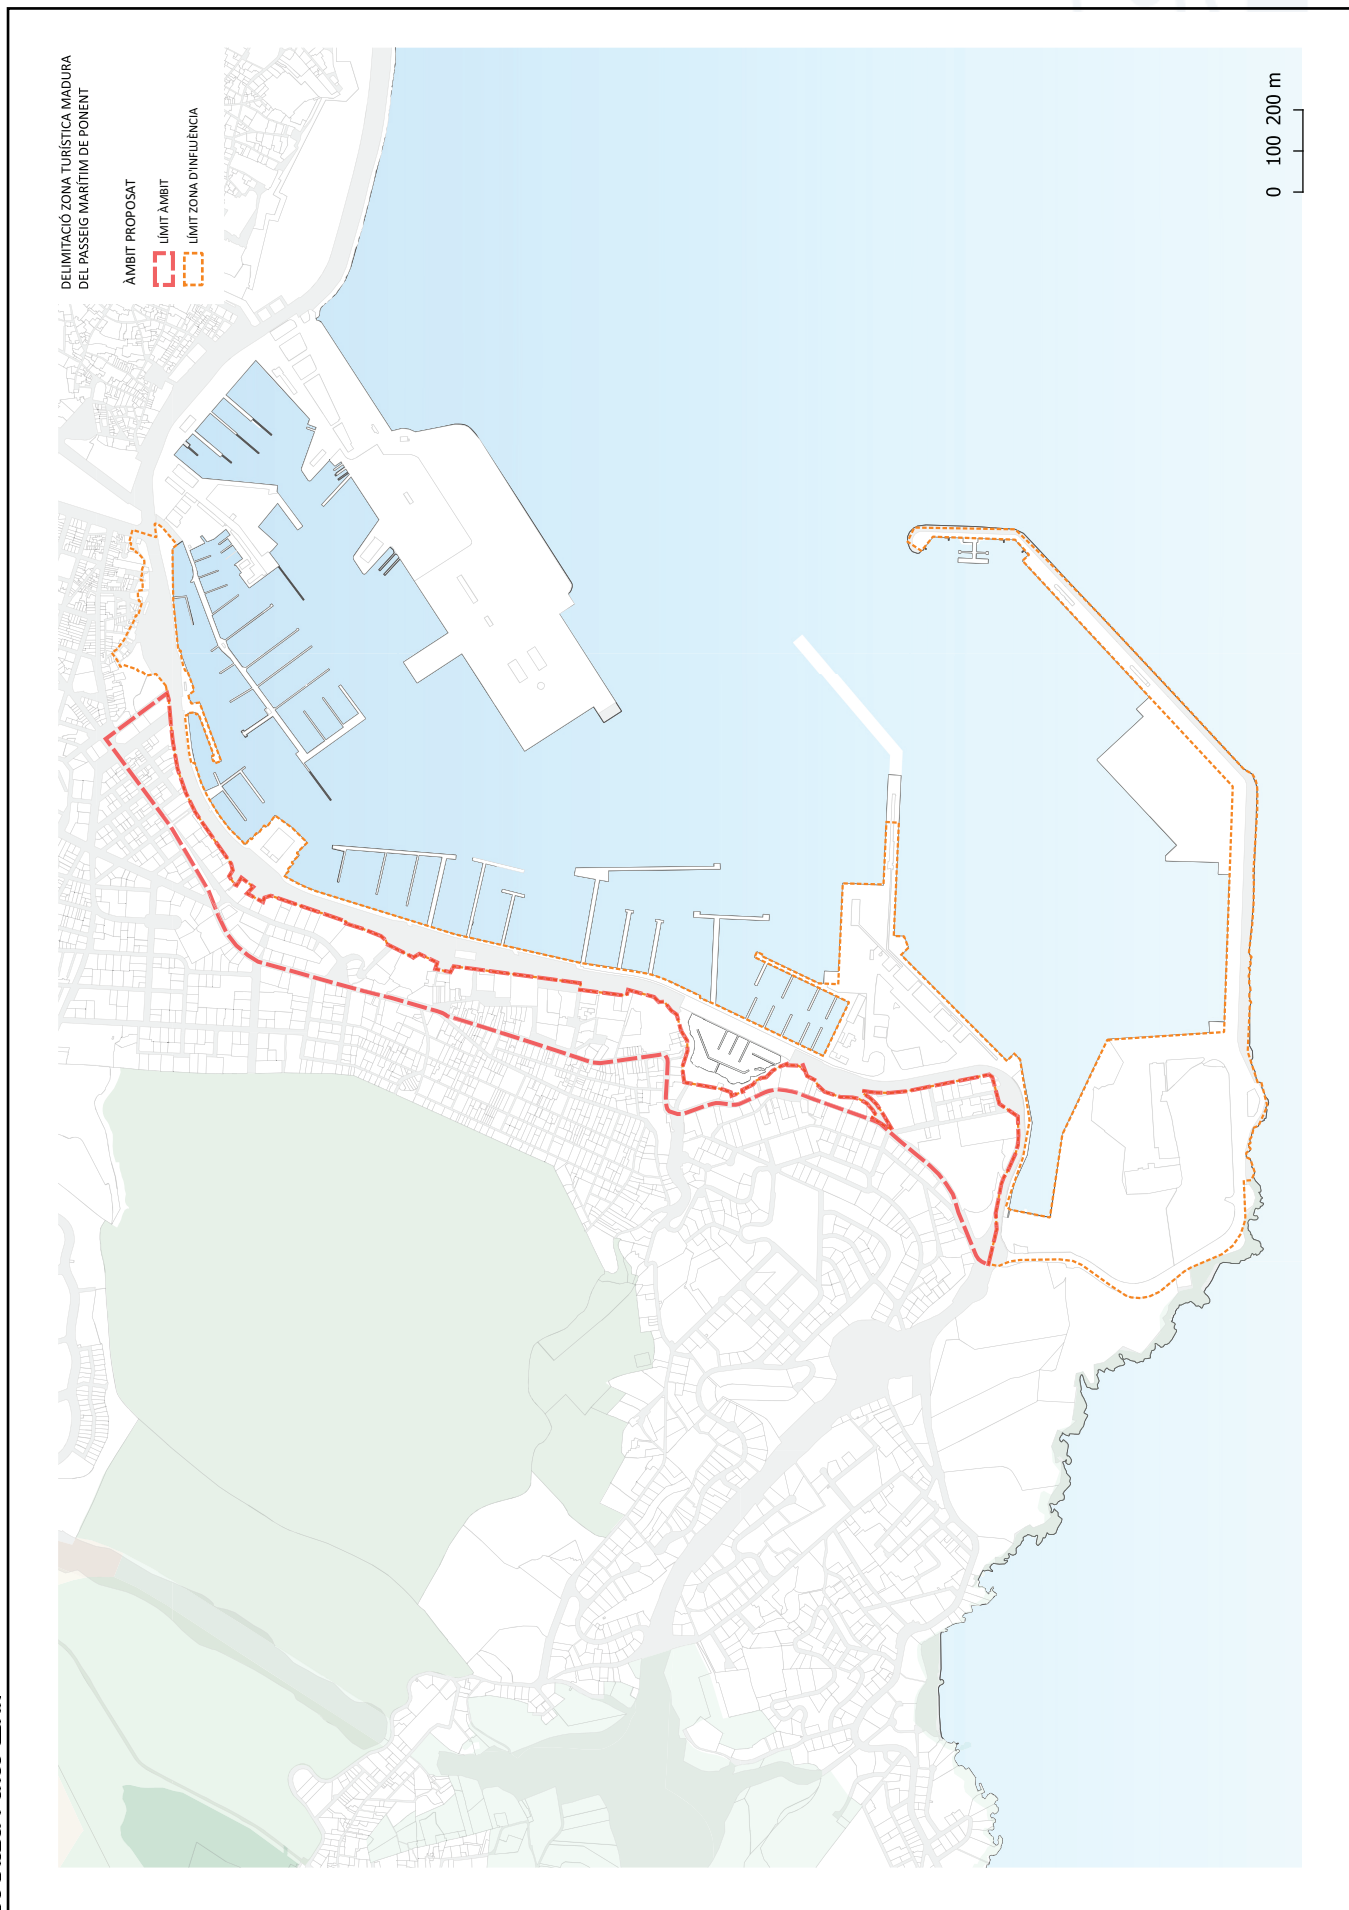 DELIMITACIÓ ZONA TURÍSTICA MADURA
DEL PASSEIG MARÍTIM DE PONENT
ÀMBIT PROPOSAT
LÍMIT ÀMBIT
LÍMIT ZONA D'INFLUÈNCIA
0 100 200 m